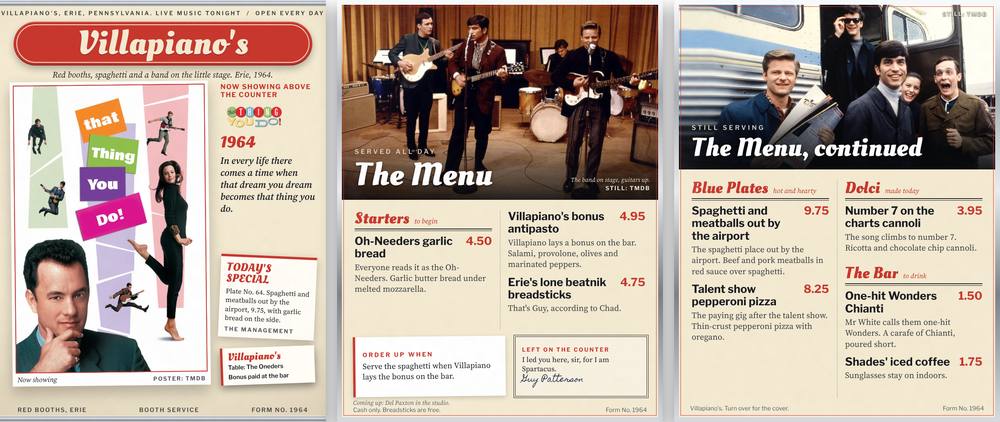 VILLAPIANO'S, ERIE, PENNSYLVANIA. LIVE MUSIC TONIGHT / OPEN EVERY DAY
Villapiano's
Red booths, spaghetti and a band on the little stage. Erie, 1964.
that
Thing
You
Do!
Now showing
POSTER: TMDB
NOW SHOWING ABOVE
THE COUNTER
THAT THING
YOU DO!
1964
In every life there
comes a time when
that dream you dream
becomes that thing you
do.
TODAY'S
SPECIAL
Plate No. 64. Spaghetti and
meatballs out by the
airport, 9.75, with garlic
bread on the side.
THE MANAGEMENT
Villapiano's
Table: The Oneders
Bonus paid at the bar
RED BOOTHS, ERIE
BOOTH SERVICE
FORM NO. 1964
SERVED ALL DAY
The Menu
The band on stage, guitars up.
STILL: TMDB
Starters to begin
Oh-Needers garlic bread 4.50
Everyone reads it as the Oh-
Needers. Garlic butter bread under
melted mozzarella.
Villapiano's bonus antipasto 4.95
Villapiano lays a bonus on the bar.
Salami, provolone, olives and
marinated peppers.
Erie's lone beatnik breadsticks 4.75
That's Guy, according to Chad.
ORDER UP WHEN
Serve the spaghetti when Villapiano
lays the bonus on the bar.
LEFT ON THE COUNTER
I led you here, sir, for I am
Spartacus.
Guy Patterson
Coming up: Del Paxton in the studio.
Cash only. Breadsticks are free.
Form No. 1964
STILL: TMDB
STILL SERVING
The Menu, continued
Blue Plates hot and hearty
Spaghetti and meatballs out by the airport 9.75
The spaghetti place out by the
airport. Beef and pork meatballs in
red sauce over spaghetti.
Talent show pepperoni pizza 8.25
The paying gig after the talent show.
Thin-crust pepperoni pizza with
oregano.
Dolci made today
Number 7 on the charts cannoli 3.95
The song climbs to number 7.
Ricotta and chocolate chip cannoli.
The Bar to drink
One-hit Wonders Chianti 1.50
Mr White calls them one-hit
Wonders. A carafe of Chianti,
poured short.
Shades' iced coffee 1.75
Sunglasses stay on indoors.
Villapiano's. Turn over for the cover.
Form No. 1964